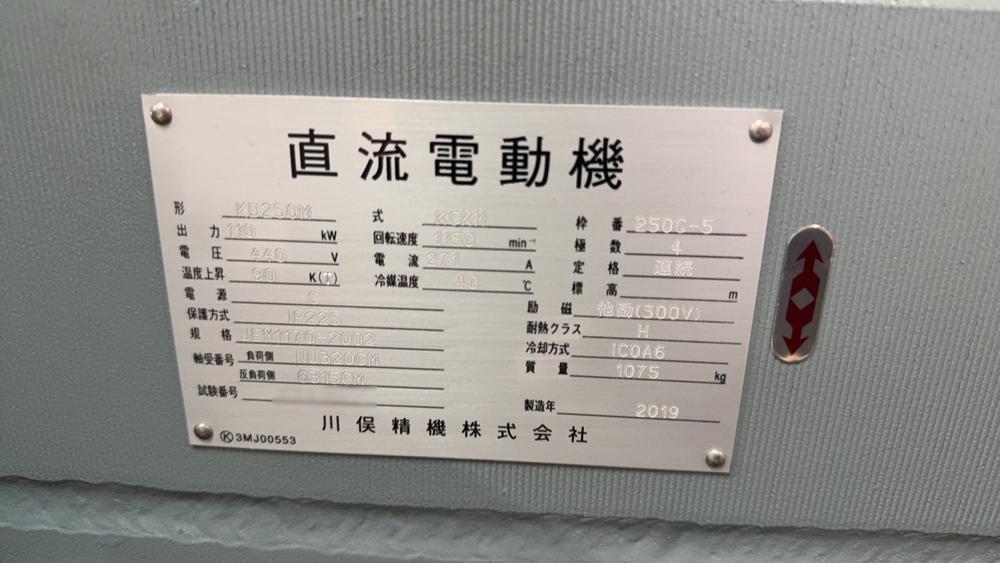 直流電動機
形 KD250M 式 KCKM 枠番 250C-5
出力 110 kW 回転速度 1150 min⁻¹ 極数 4
電圧 440 V 電流 271 A 定格 連続
温度上昇 90 K 冷媒温度 40 ℃ 標高 m
電源 C 励磁 他励(300V)
保護方式 IP22S 耐熱クラス H
規格 JEM1170-2002 冷却方式 IC0A6
軸受番号 負荷側 NU320CM 質量 1075 kg
反負荷側 6315CM
試験番号 製造年 2019
川俣精機株式会社
Ⓚ3MJ00553